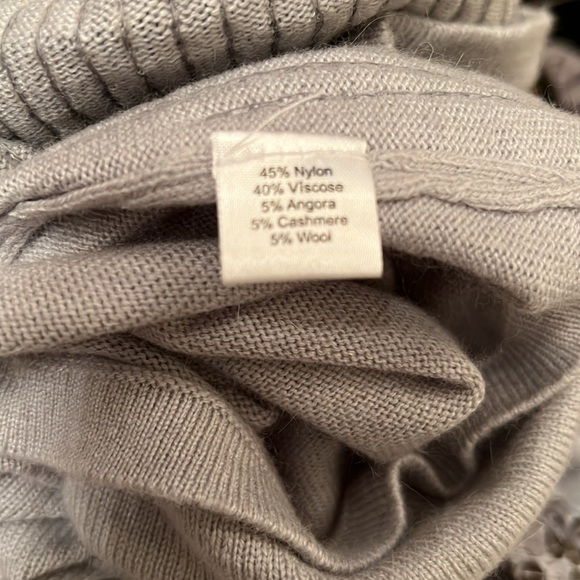 45% Nylon
40% Viscose
5% Angora
5% Cashmere
5% Wool